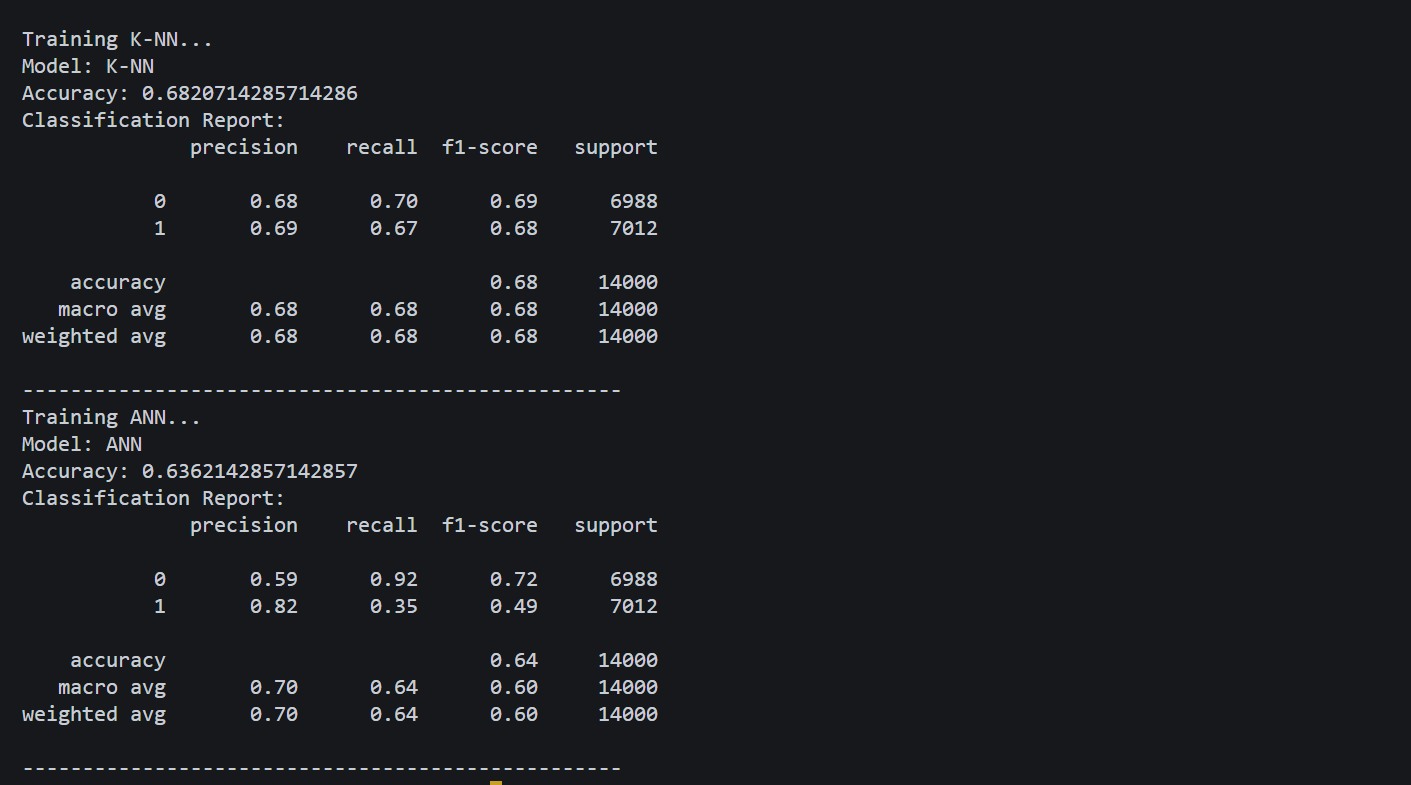 Training K-NN...
Model: K-NN
Accuracy: 0.6820714285714286
Classification Report:
              precision    recall  f1-score   support

           0       0.68      0.70      0.69      6988
           1       0.69      0.67      0.68      7012

    accuracy                           0.68     14000
   macro avg       0.68      0.68      0.68     14000
weighted avg       0.68      0.68      0.68     14000

--------------------------------------------------
Training ANN...
Model: ANN
Accuracy: 0.6362142857142857
Classification Report:
              precision    recall  f1-score   support

           0       0.59      0.92      0.72      6988
           1       0.82      0.35      0.49      7012

    accuracy                           0.64     14000
   macro avg       0.70      0.64      0.60     14000
weighted avg       0.70      0.64      0.60     14000

--------------------------------------------------